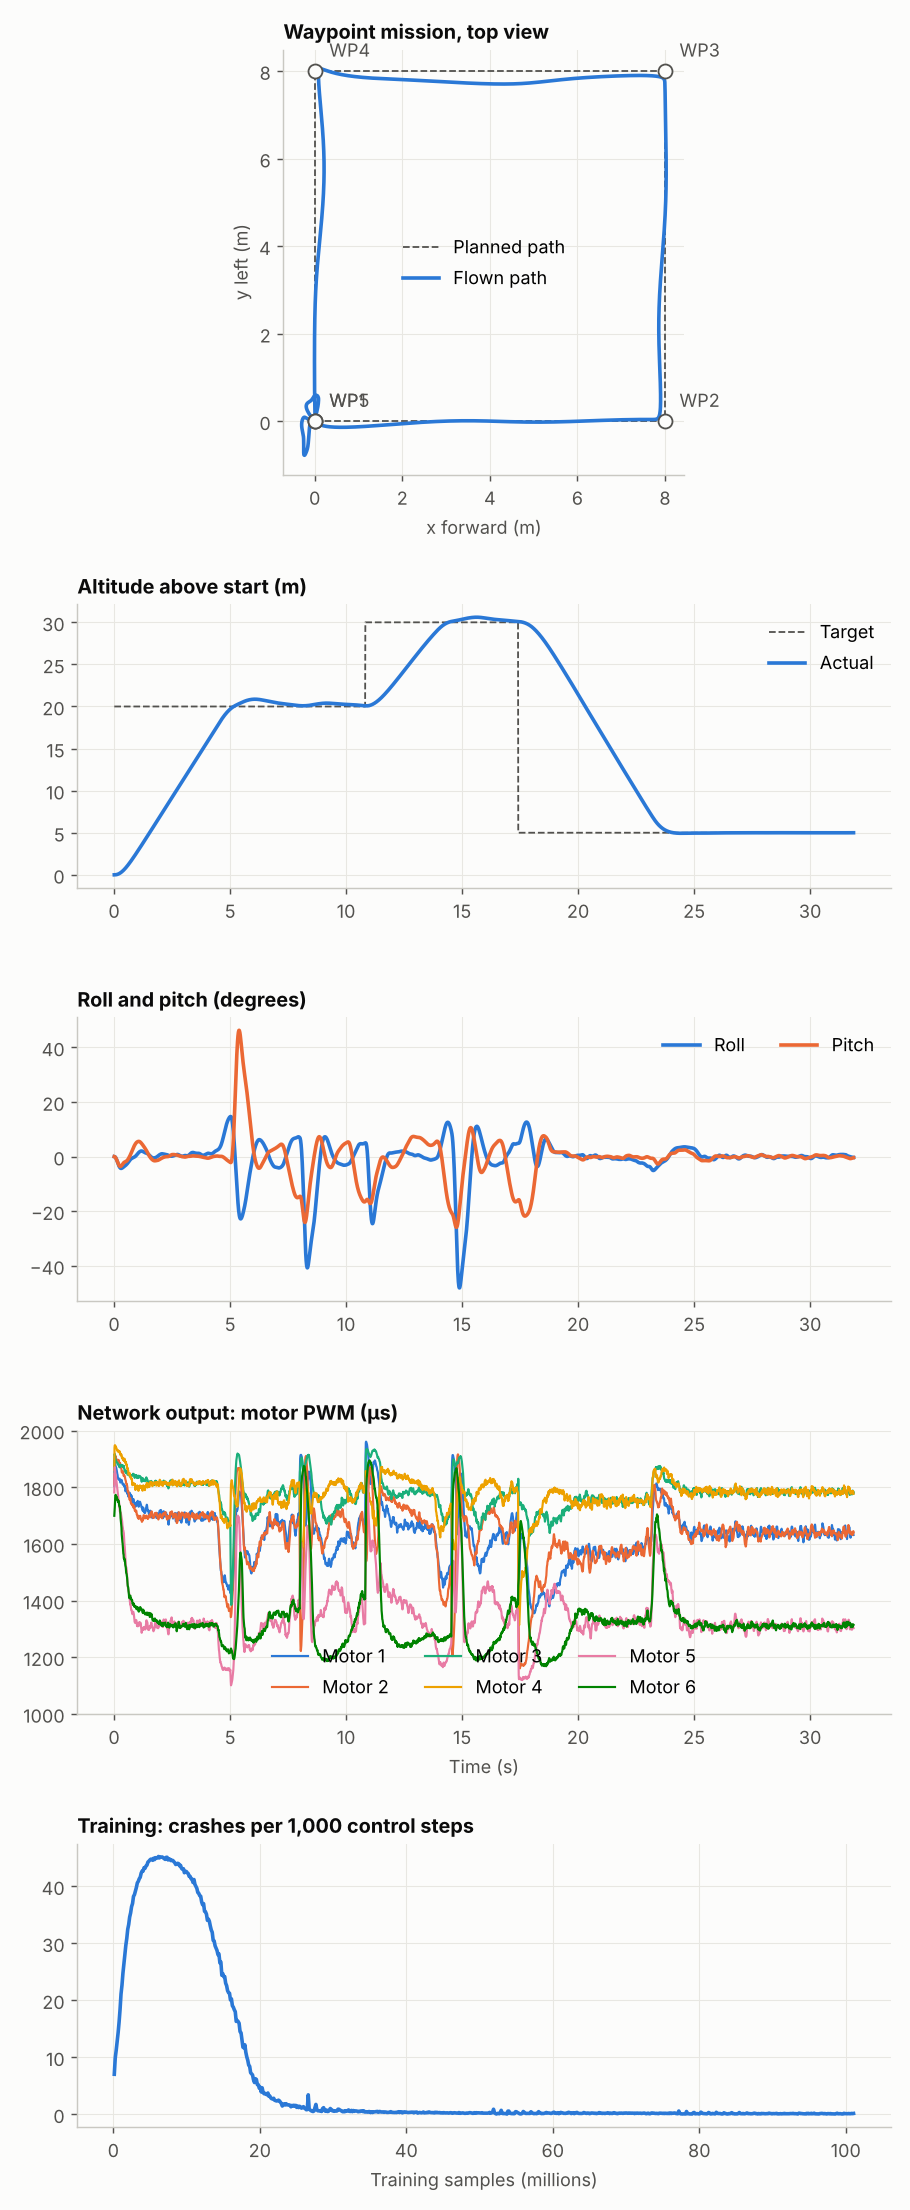 Waypoint mission, top view
WP4
WP3
8
6
y left (m)
4
Planned path
Flown path
2
WP1
WP5
WP2
0
0 2 4 6 8
x forward (m)
Altitude above start (m)
30
Target
25
Actual
20
15
10
5
0
0 5 10 15 20 25 30
Roll and pitch (degrees)
40
Roll Pitch
20
0
−20
−40
0 5 10 15 20 25 30
Network output: motor PWM (µs)
2000
1800
1600
1400
1200
Motor 1 Motor 3 Motor 5
Motor 2 Motor 4 Motor 6
1000
0 5 10 15 20 25 30
Time (s)
Training: crashes per 1,000 control steps
40
30
20
10
0
0 20 40 60 80 100
Training samples (millions)